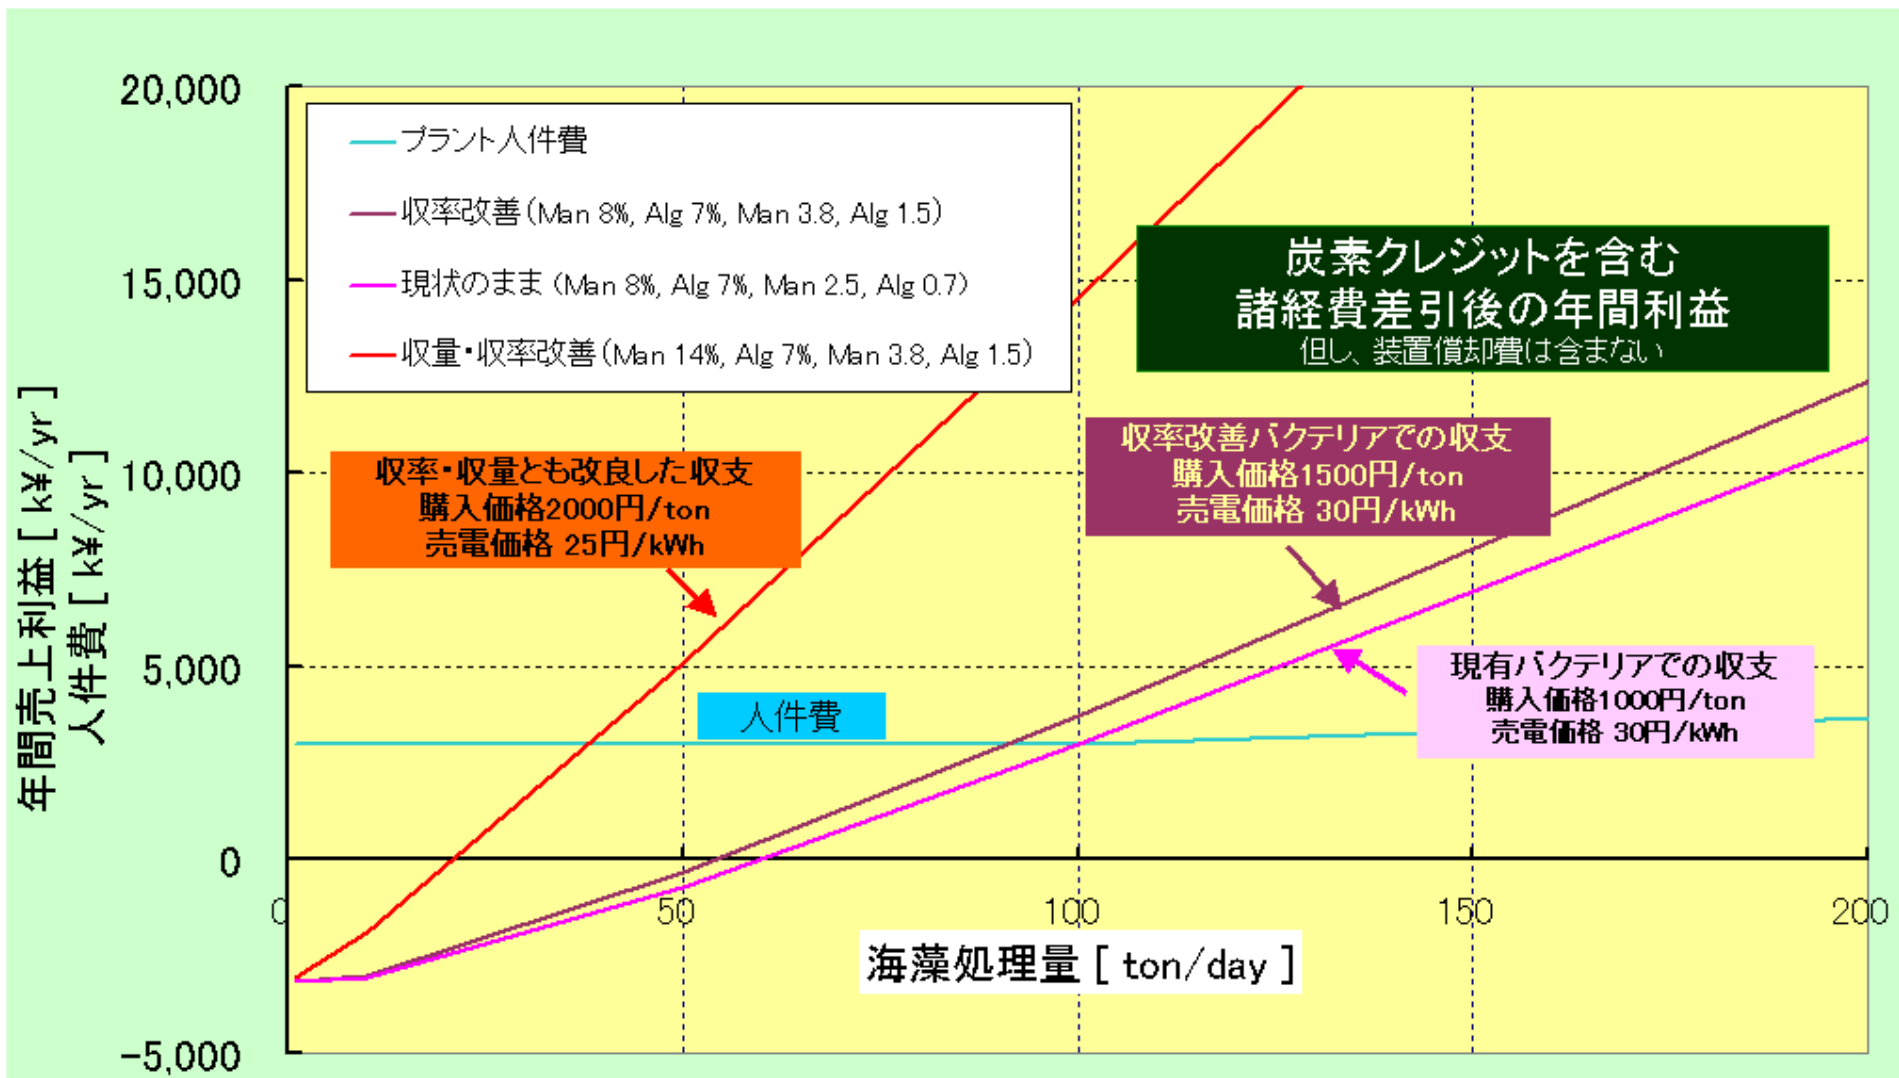 20,000
15,000
10,000
5,000
0
-5,000
年間売上利益 [ k¥/yr ]
人件費 [ k¥/yr ]
プラント人件費
収率改善(Man 8%, Alg 7%, Man 3.8, Alg 1.5)
現状のまま (Man 8%, Alg 7%, Man 2.5, Alg 0.7)
収量・収率改善(Man 14%, Alg 7%, Man 3.8, Alg 1.5)
炭素クレジットを含む
諸経費差引後の年間利益
但し、装置償却費は含まない
収率・収量とも改良した収支
購入価格2000円/ton
売電価格 25円/kWh
収率改善バクテリアでの収支
購入価格1500円/ton
売電価格 30円/kWh
人件費
現有バクテリアでの収支
購入価格1000円/ton
売電価格 30円/kWh
0 50 100 150 200
海藻処理量 [ ton/day ]